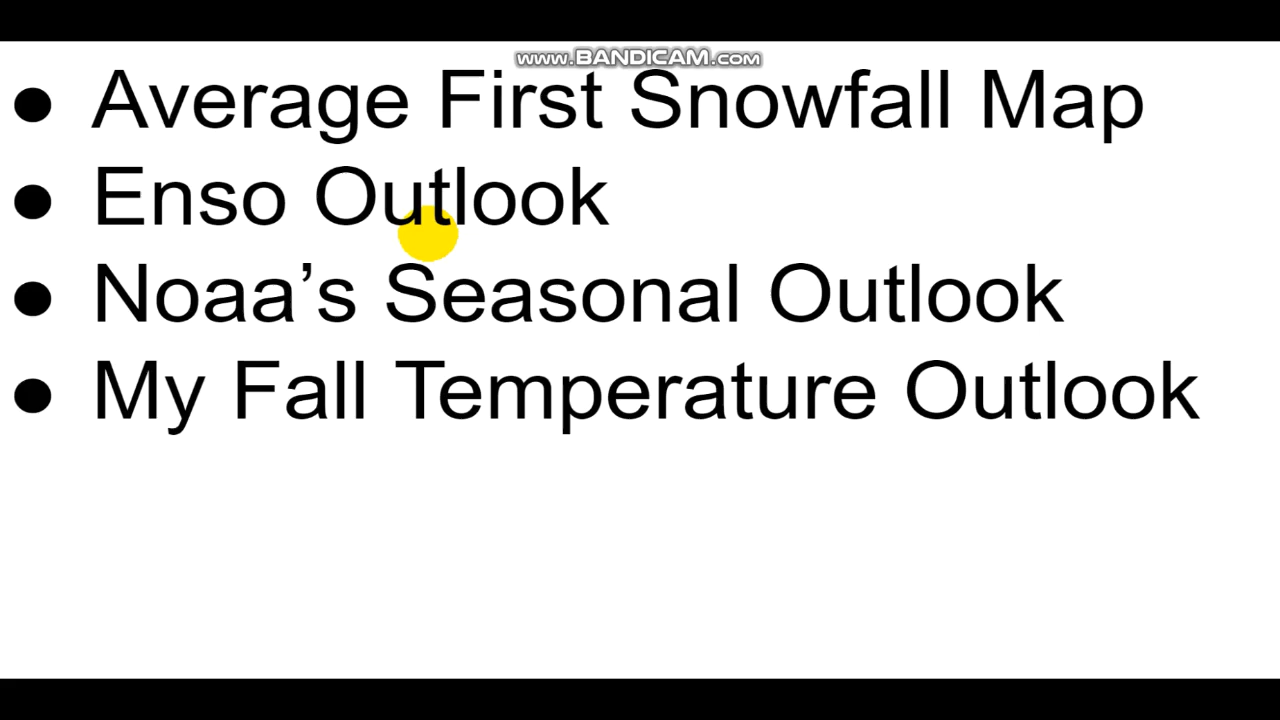 www.BANDICAM.com
● Average First Snowfall Map
● Enso Outlook
● Noaa’s Seasonal Outlook
● My Fall Temperature Outlook